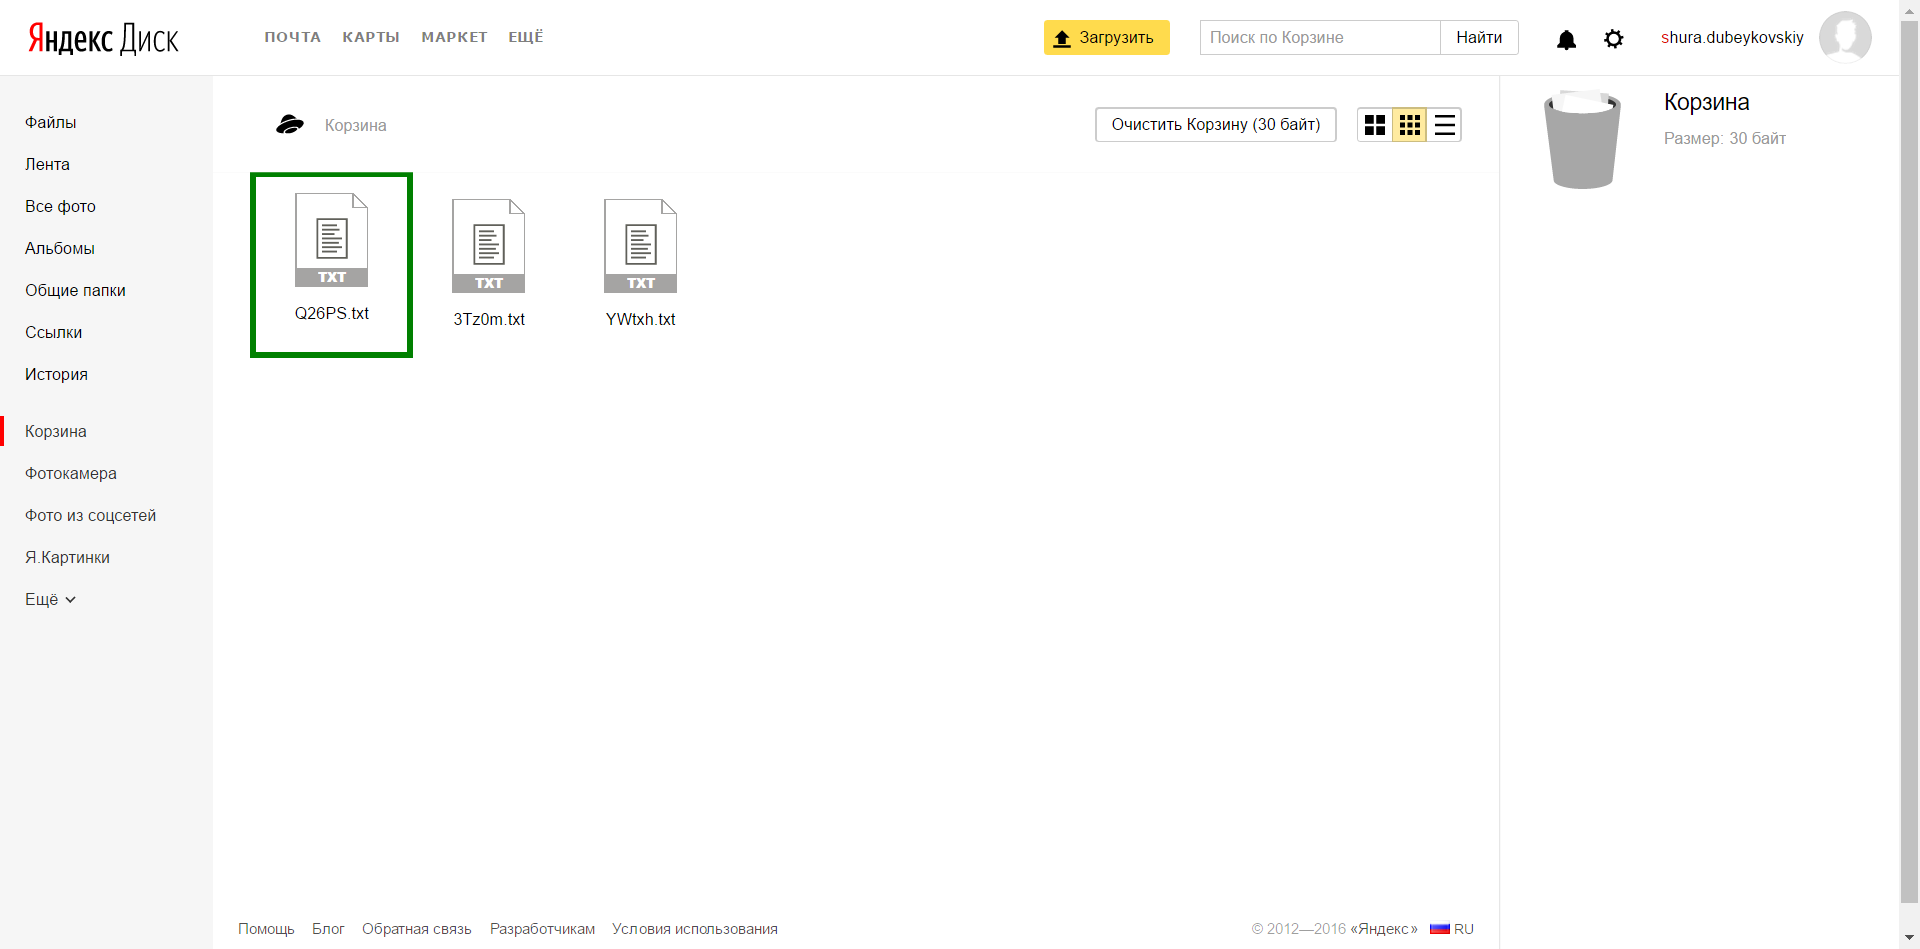 Яндекс Диск
ПОЧТА КАРТЫ МАРКЕТ ЕЩЁ
Загрузить
Поиск по Корзине
Найти
shura.dubeykovskiy
Файлы
Лента
Все фото
Альбомы
Общие папки
Ссылки
История
Корзина
Фотокамера
Фото из соцсетей
Я.Картинки
Ещё
Корзина
Очистить Корзину (30 байт)
TXT
Q26PS.txt
TXT
3Tz0m.txt
TXT
YWtxh.txt
Корзина
Размер: 30 байт
Помощь Блог Обратная связь Разработчикам Условия использования
© 2012—2016 «Яндекс» RU